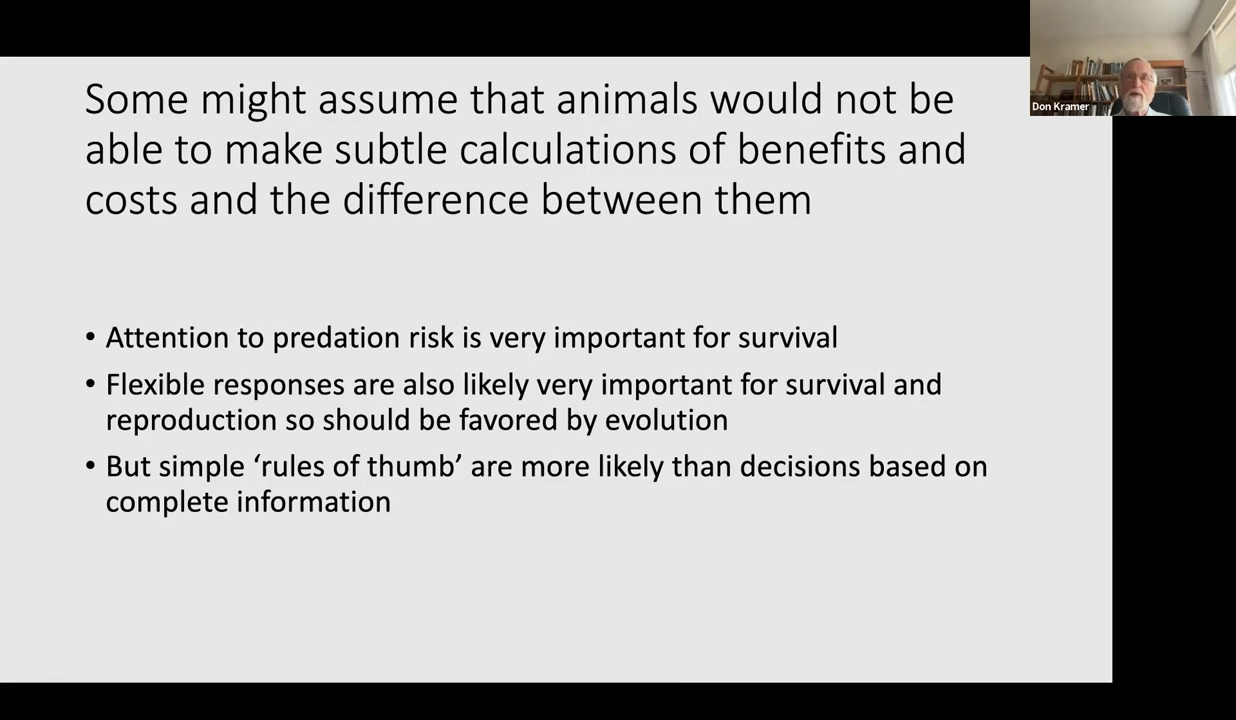 Some might assume that animals would not be
able to make subtle calculations of benefits and
costs and the difference between them
Don Kramer
• Attention to predation risk is very important for survival
• Flexible responses are also likely very important for survival and
reproduction so should be favored by evolution
• But simple ‘rules of thumb’ are more likely than decisions based on
complete information